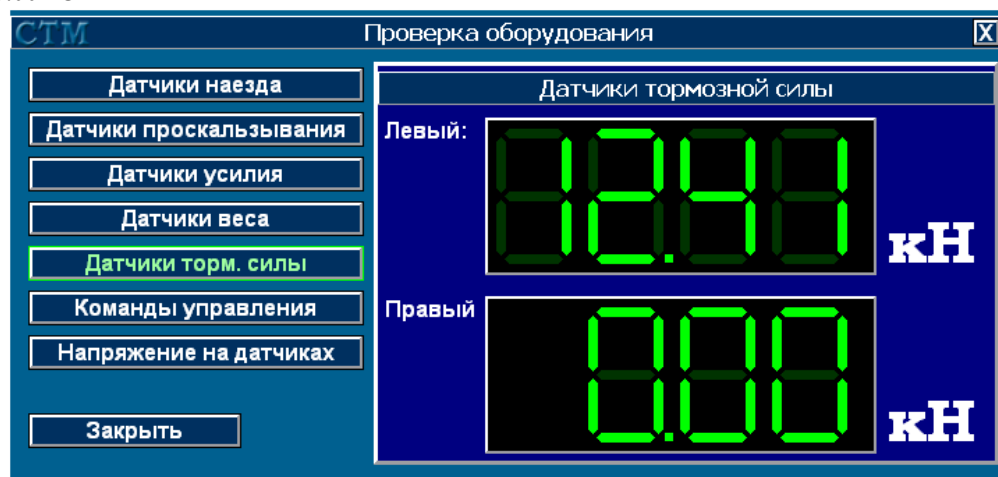 СТМ
Проверка оборудования
X
Датчики наезда
Датчики проскальзывания
Датчики усилия
Датчики веса
Датчики торм. силы
Команды управления
Напряжение на датчиках
Закрыть
Датчики тормозной силы
Левый:
12.41
кН
Правый
0.00
кН